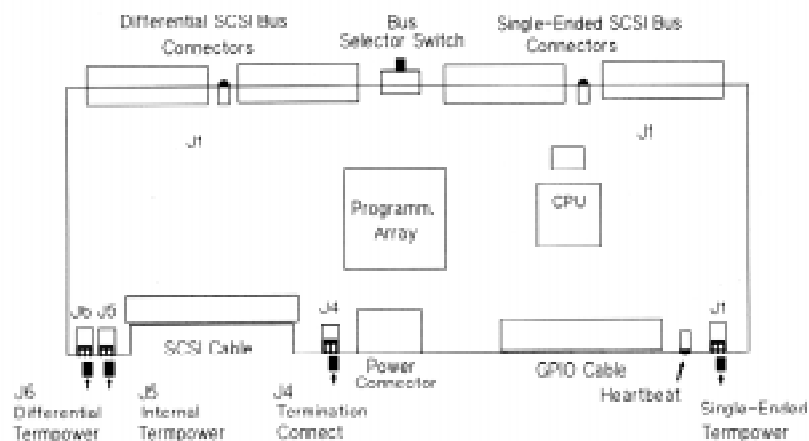 Differential SCSI Bus
Connectors
Bus
Selector Switch
Single-Ended SCSI Bus
Connectors
J1
J1
Programm.
Array
CPU
J6 J5
J4
J1
SCSI Cable
Power
Connector
GPIO Cable
Heartbeat
J6
Differential
Termpower
J5
Internal
Termpower
J4
Termination
Connect
Single-Ended
Termpower